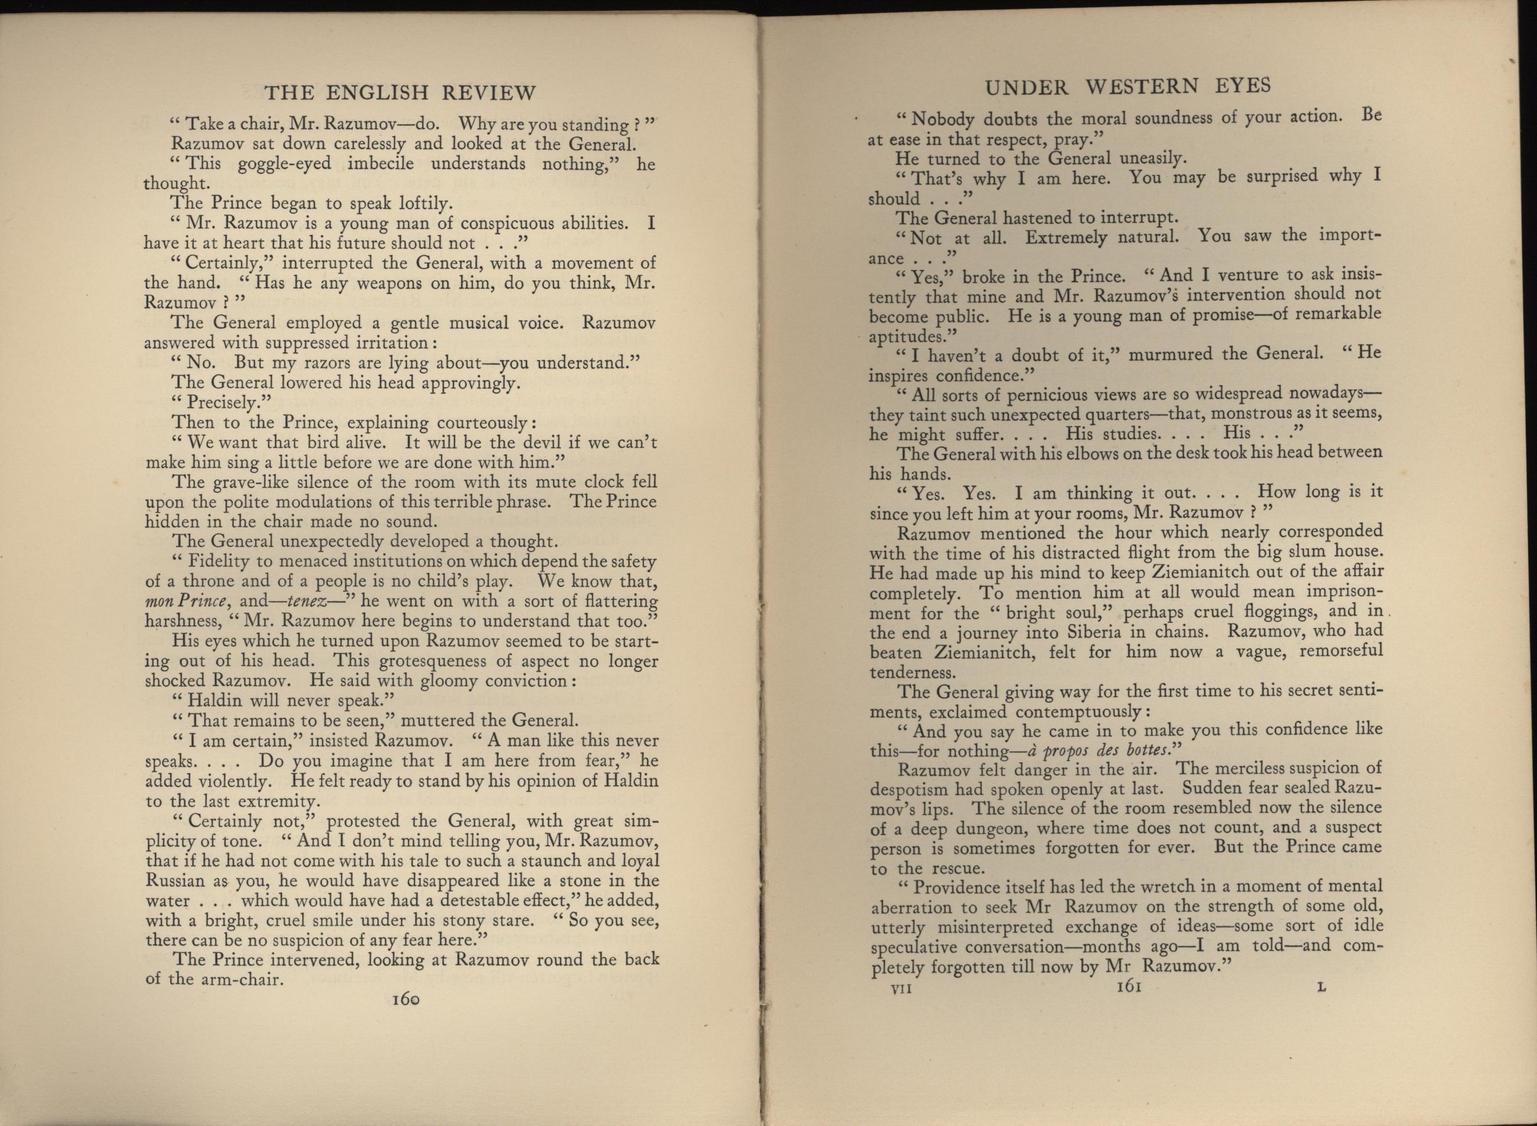 THE ENGLISH REVIEW
“ Take a chair, Mr. Razumov—do. Why are you standing ? ”
Razumov sat down carelessly and looked at the General.
“ This goggle-eyed imbecile understands nothing,” he
thought.
The Prince began to speak loftily.
“ Mr. Razumov is a young man of conspicuous abilities. I
have it at heart that his future should not . . .”
“ Certainly,” interrupted the General, with a movement of
the hand. “ Has he any weapons on him, do you think, Mr.
Razumov ? ”
The General employed a gentle musical voice. Razumov
answered with suppressed irritation :
“ No. But my razors are lying about—you understand.”
The General lowered his head approvingly.
“ Precisely.”
Then to the Prince, explaining courteously :
“ We want that bird alive. It will be the devil if we can't
make him sing a little before we are done with him.”
The grave-like silence of the room with its mute clock fell
upon the polite modulations of this terrible phrase. The Prince
hidden in the chair made no sound.
The General unexpectedly developed a thought.
“ Fidelity to menaced institutions on which depend the safety
of a throne and of a people is no child's play. We know that,
mon Prince, and—tenez—” he went on with a sort of flattering
harshness, “ Mr. Razumov here begins to understand that too.”
His eyes which he turned upon Razumov seemed to be start-
ing out of his head. This grotesqueness of aspect no longer
shocked Razumov. He said with gloomy conviction :
“ Haldin will never speak.”
“ That remains to be seen,” muttered the General.
“ I am certain,” insisted Razumov. “ A man like this never
speaks. . . . Do you imagine that I am here from fear,” he
added violently. He felt ready to stand by his opinion of Haldin
to the last extremity.
“ Certainly not,” protested the General, with great sim-
plicity of tone. “ And I don't mind telling you, Mr. Razumov,
that if he had not come with his tale to such a staunch and loyal
Russian as you, he would have disappeared like a stone in the
water . . . which would have had a detestable effect,” he added,
with a bright, cruel smile under his stony stare. “ So you see,
there can be no suspicion of any fear here.”
The Prince intervened, looking at Razumov round the back
of the arm-chair.
160
UNDER WESTERN EYES
“ Nobody doubts the moral soundness of your action. Be
at ease in that respect, pray.”
He turned to the General uneasily.
“ That's why I am here. You may be surprised why I
should . . .”
The General hastened to interrupt.
“ Not at all. Extremely natural. You saw the import-
ance . . .”
“ Yes,” broke in the Prince. “ And I venture to ask insis-
tently that mine and Mr. Razumov's intervention should not
become public. He is a young man of promise—of remarkable
aptitudes.”
“ I haven't a doubt of it,” murmured the General. “ He
inspires confidence.”
“ All sorts of pernicious views are so widespread nowadays—
they taint such unexpected quarters—that, monstrous as it seems,
he might suffer. . . . His studies. . . . His . . .”
The General with his elbows on the desk took his head between
his hands.
“ Yes. Yes. I am thinking it out. . . . How long is it
since you left him at your rooms, Mr. Razumov ? ”
Razumov mentioned the hour which nearly corresponded
with the time of his distracted flight from the big slum house.
He had made up his mind to keep Ziemianitch out of the affair
completely. To mention him at all would mean imprison-
ment for the “ bright soul,” perhaps cruel floggings, and in
the end a journey into Siberia in chains. Razumov, who had
beaten Ziemianitch, felt for him now a vague, remorseful
tenderness.
The General giving way for the first time to his secret senti-
ments, exclaimed contemptuously :
“ And you say he came in to make you this confidence like
this—for nothing—à propos des bottes.”
Razumov felt danger in the air. The merciless suspicion of
despotism had spoken openly at last. Sudden fear sealed Razu-
mov's lips. The silence of the room resembled now the silence
of a deep dungeon, where time does not count, and a suspect
person is sometimes forgotten for ever. But the Prince came
to the rescue.
“ Providence itself has led the wretch in a moment of mental
aberration to seek Mr Razumov on the strength of some old,
utterly misinterpreted exchange of ideas—some sort of idle
speculative conversation—months ago—I am told—and com-
pletely forgotten till now by Mr Razumov.”
VII 161 L